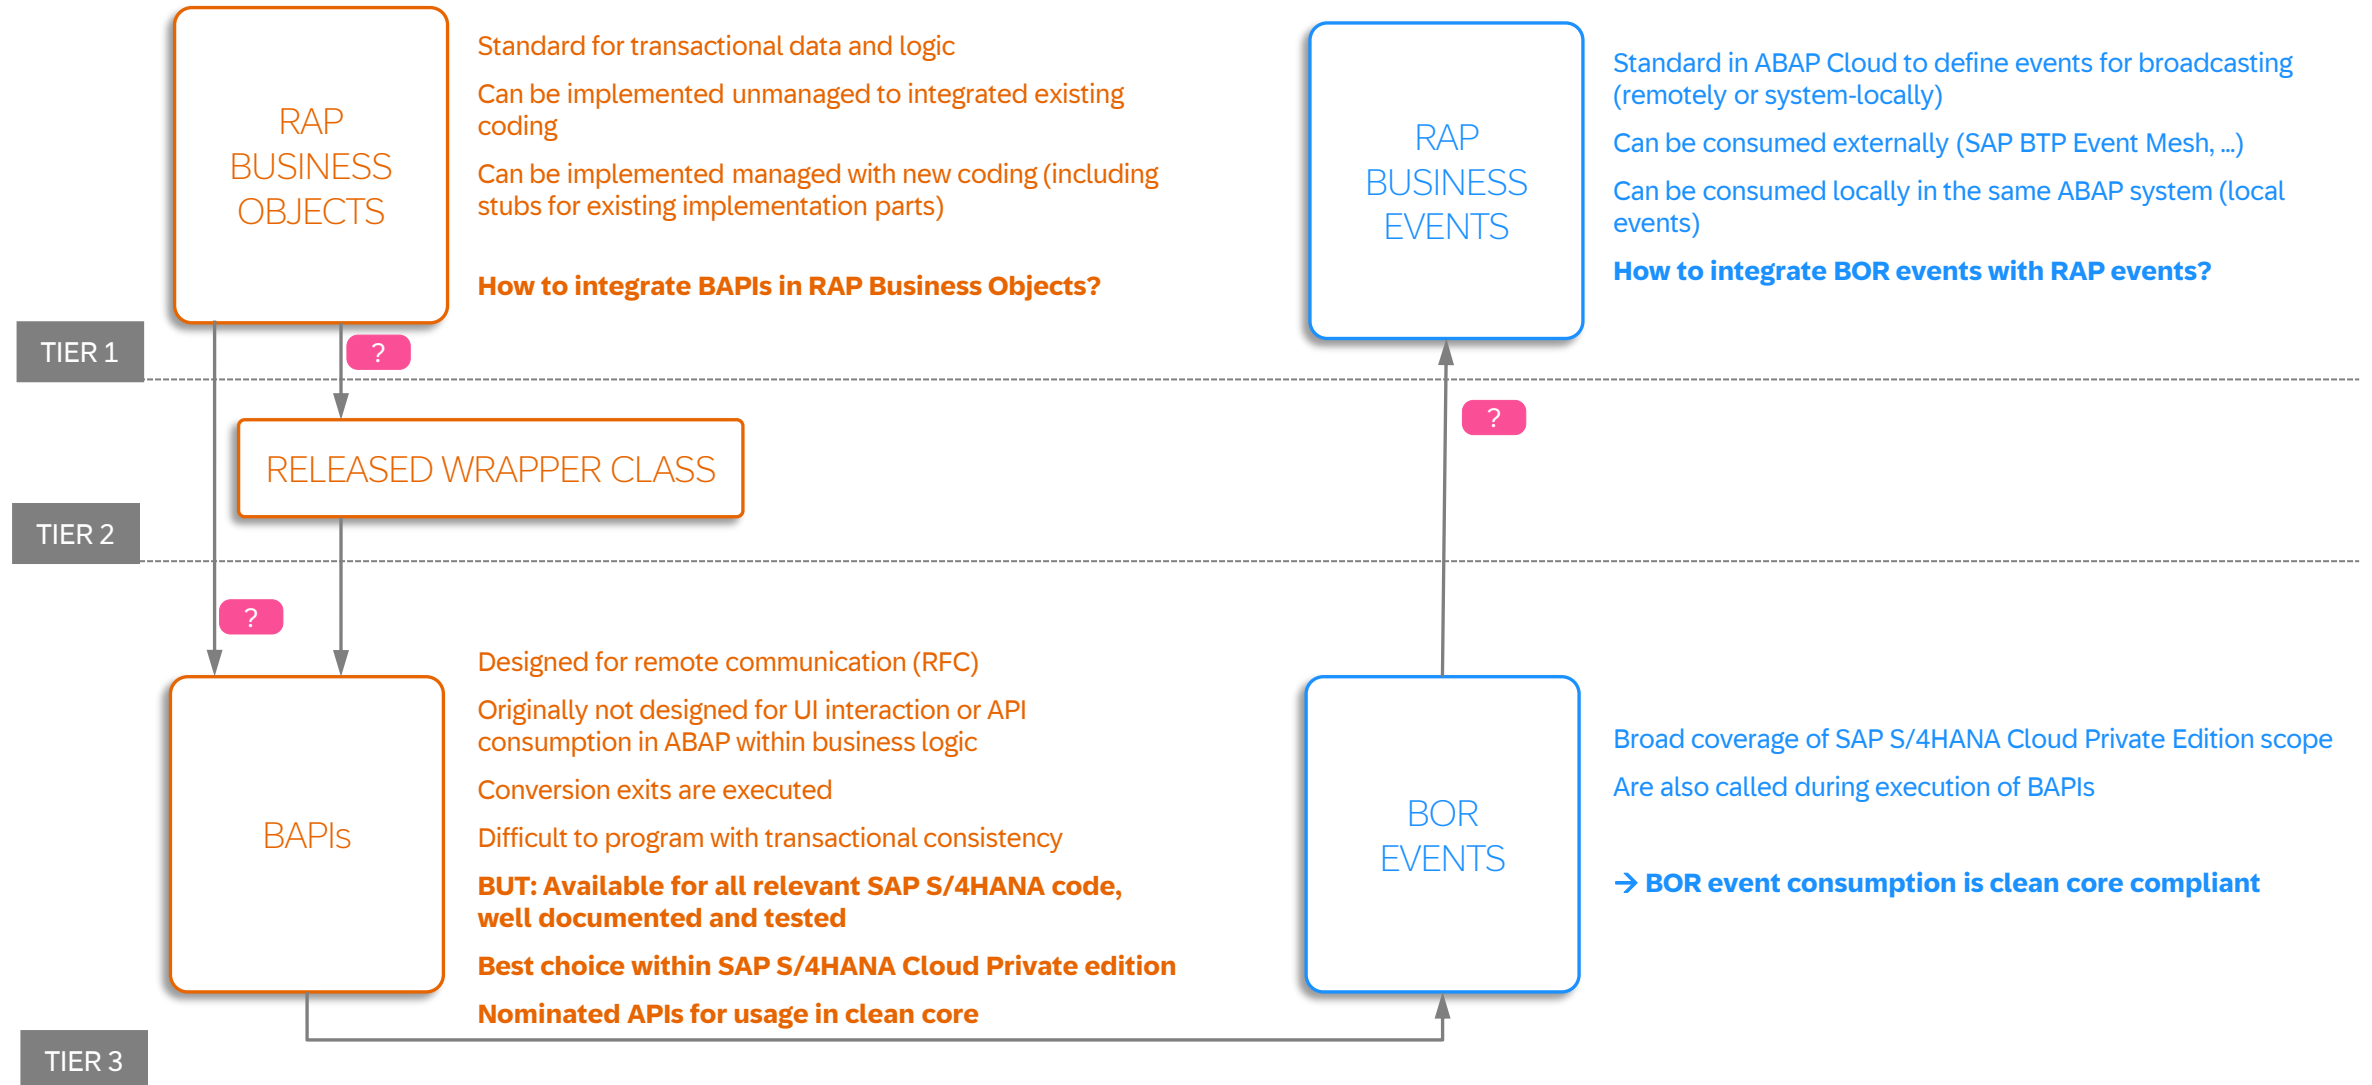 RAP
BUSINESS
OBJECTS
Standard for transactional data and logic
Can be implemented unmanaged to integrated existing
coding
Can be implemented managed with new coding (including
stubs for existing implementation parts)
How to integrate BAPIs in RAP Business Objects?
RAP
BUSINESS
EVENTS
Standard in ABAP Cloud to define events for broadcasting
(remotely or system-locally)
Can be consumed externally (SAP BTP Event Mesh, ...)
Can be consumed locally in the same ABAP system (local
events)
How to integrate BOR events with RAP events?
TIER 1
?
?
RELEASED WRAPPER CLASS
TIER 2
?
BAPIs
Designed for remote communication (RFC)
Originally not designed for UI interaction or API
consumption in ABAP within business logic
Conversion exits are executed
Difficult to program with transactional consistency
BUT: Available for all relevant SAP S/4HANA code,
well documented and tested
Best choice within SAP S/4HANA Cloud Private edition
Nominated APIs for usage in clean core
BOR
EVENTS
Broad coverage of SAP S/4HANA Cloud Private Edition scope
Are also called during execution of BAPIs
→ BOR event consumption is clean core compliant
TIER 3